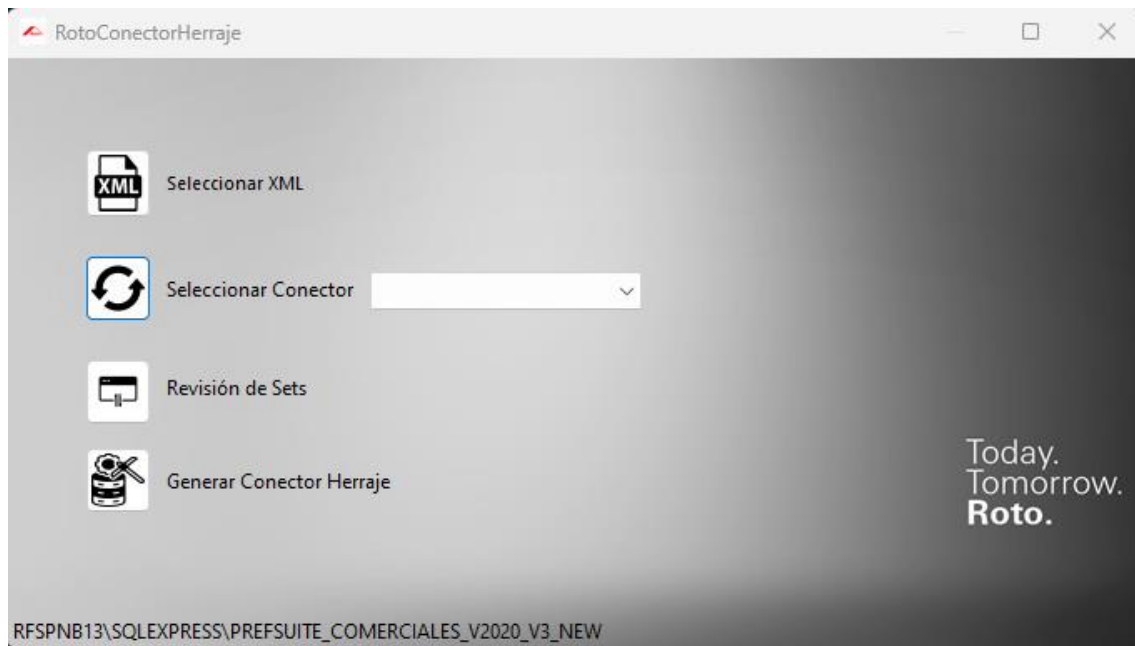 RotoConectorHerraje
XML
Seleccionar XML
Seleccionar Conector
Revisión de Sets
Generar Conector Herraje
Today.
Tomorrow.
Roto.
RFSPNB13\SQLEXPRESS\PREFSUITE_COMERCIALES_V2020_V3_NEW